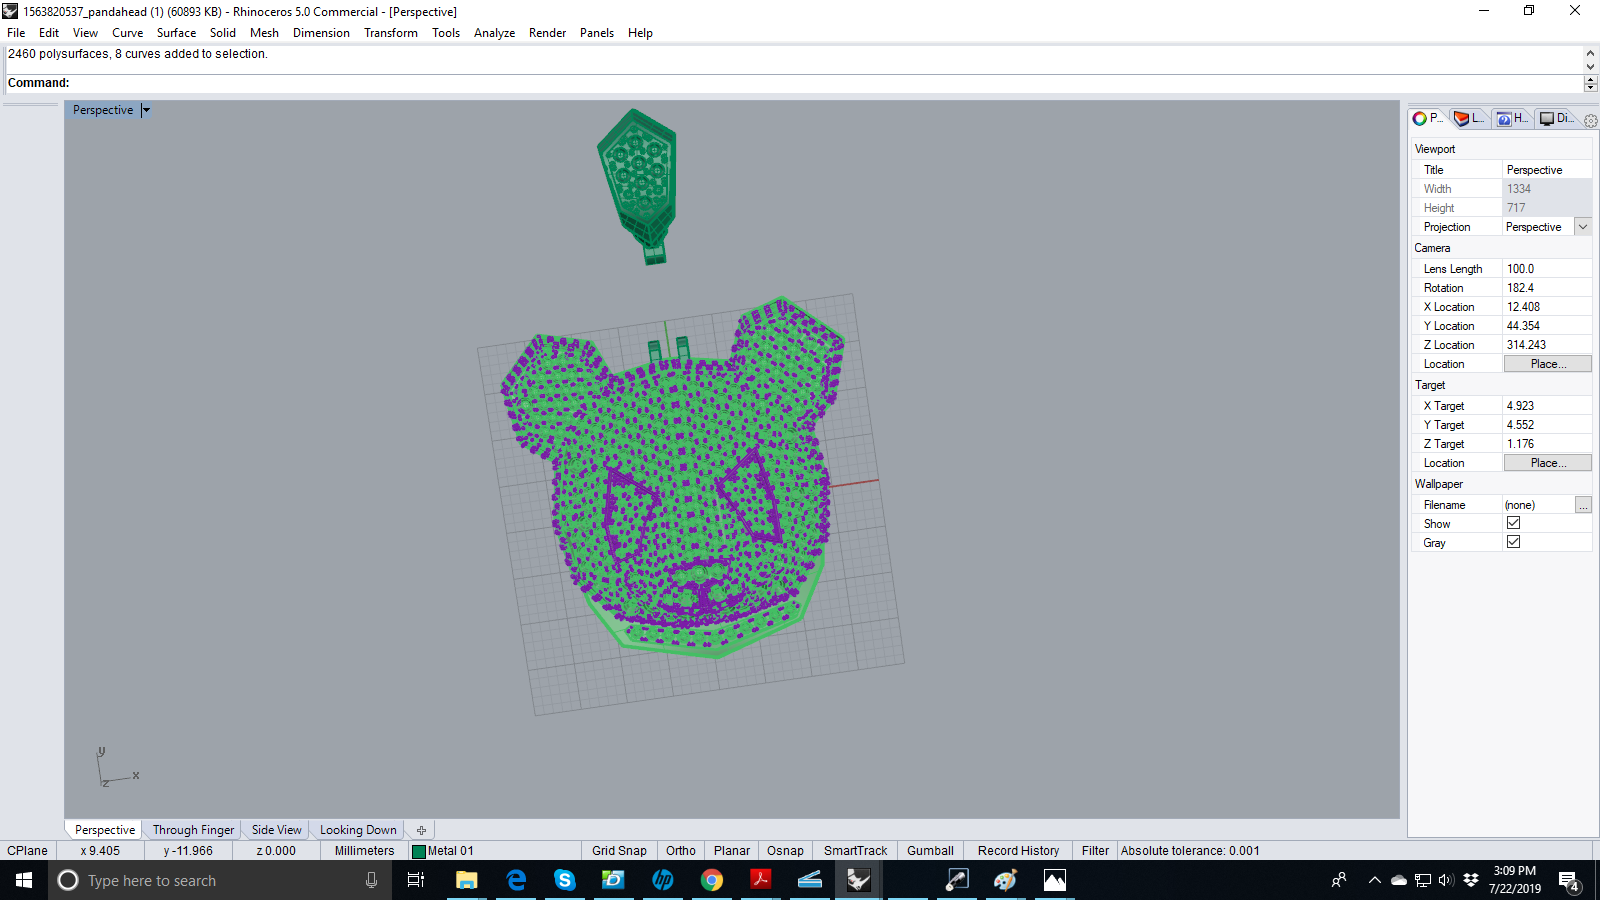 1563820537_pandahead (1) (60893 KB) - Rhinoceros 5.0 Commercial - [Perspective]
File Edit View Curve Surface Solid Mesh Dimension Transform Tools Analyze Render Panels Help
2460 polysurfaces, 8 curves added to selection.
Command:
Perspective
P... L... H... Di...
Viewport
Title Perspective
Width 1334
Height 717
Projection Perspective
Camera
Lens Length 100.0
Rotation 182.4
X Location 12.408
Y Location 44.354
Z Location 314.243
Location Place...
Target
X Target 4.923
Y Target 4.552
Z Target 1.176
Location Place...
Wallpaper
Filename (none) ...
Show
Gray
y
x
z
Perspective Through Finger Side View Looking Down
CPlane x 9.405 y -11.966 z 0.000 Millimeters Metal 01 Grid Snap Ortho Planar Osnap SmartTrack Gumball Record History Filter Absolute tolerance: 0.001
Type here to search
3:09 PM
7/22/2019
4